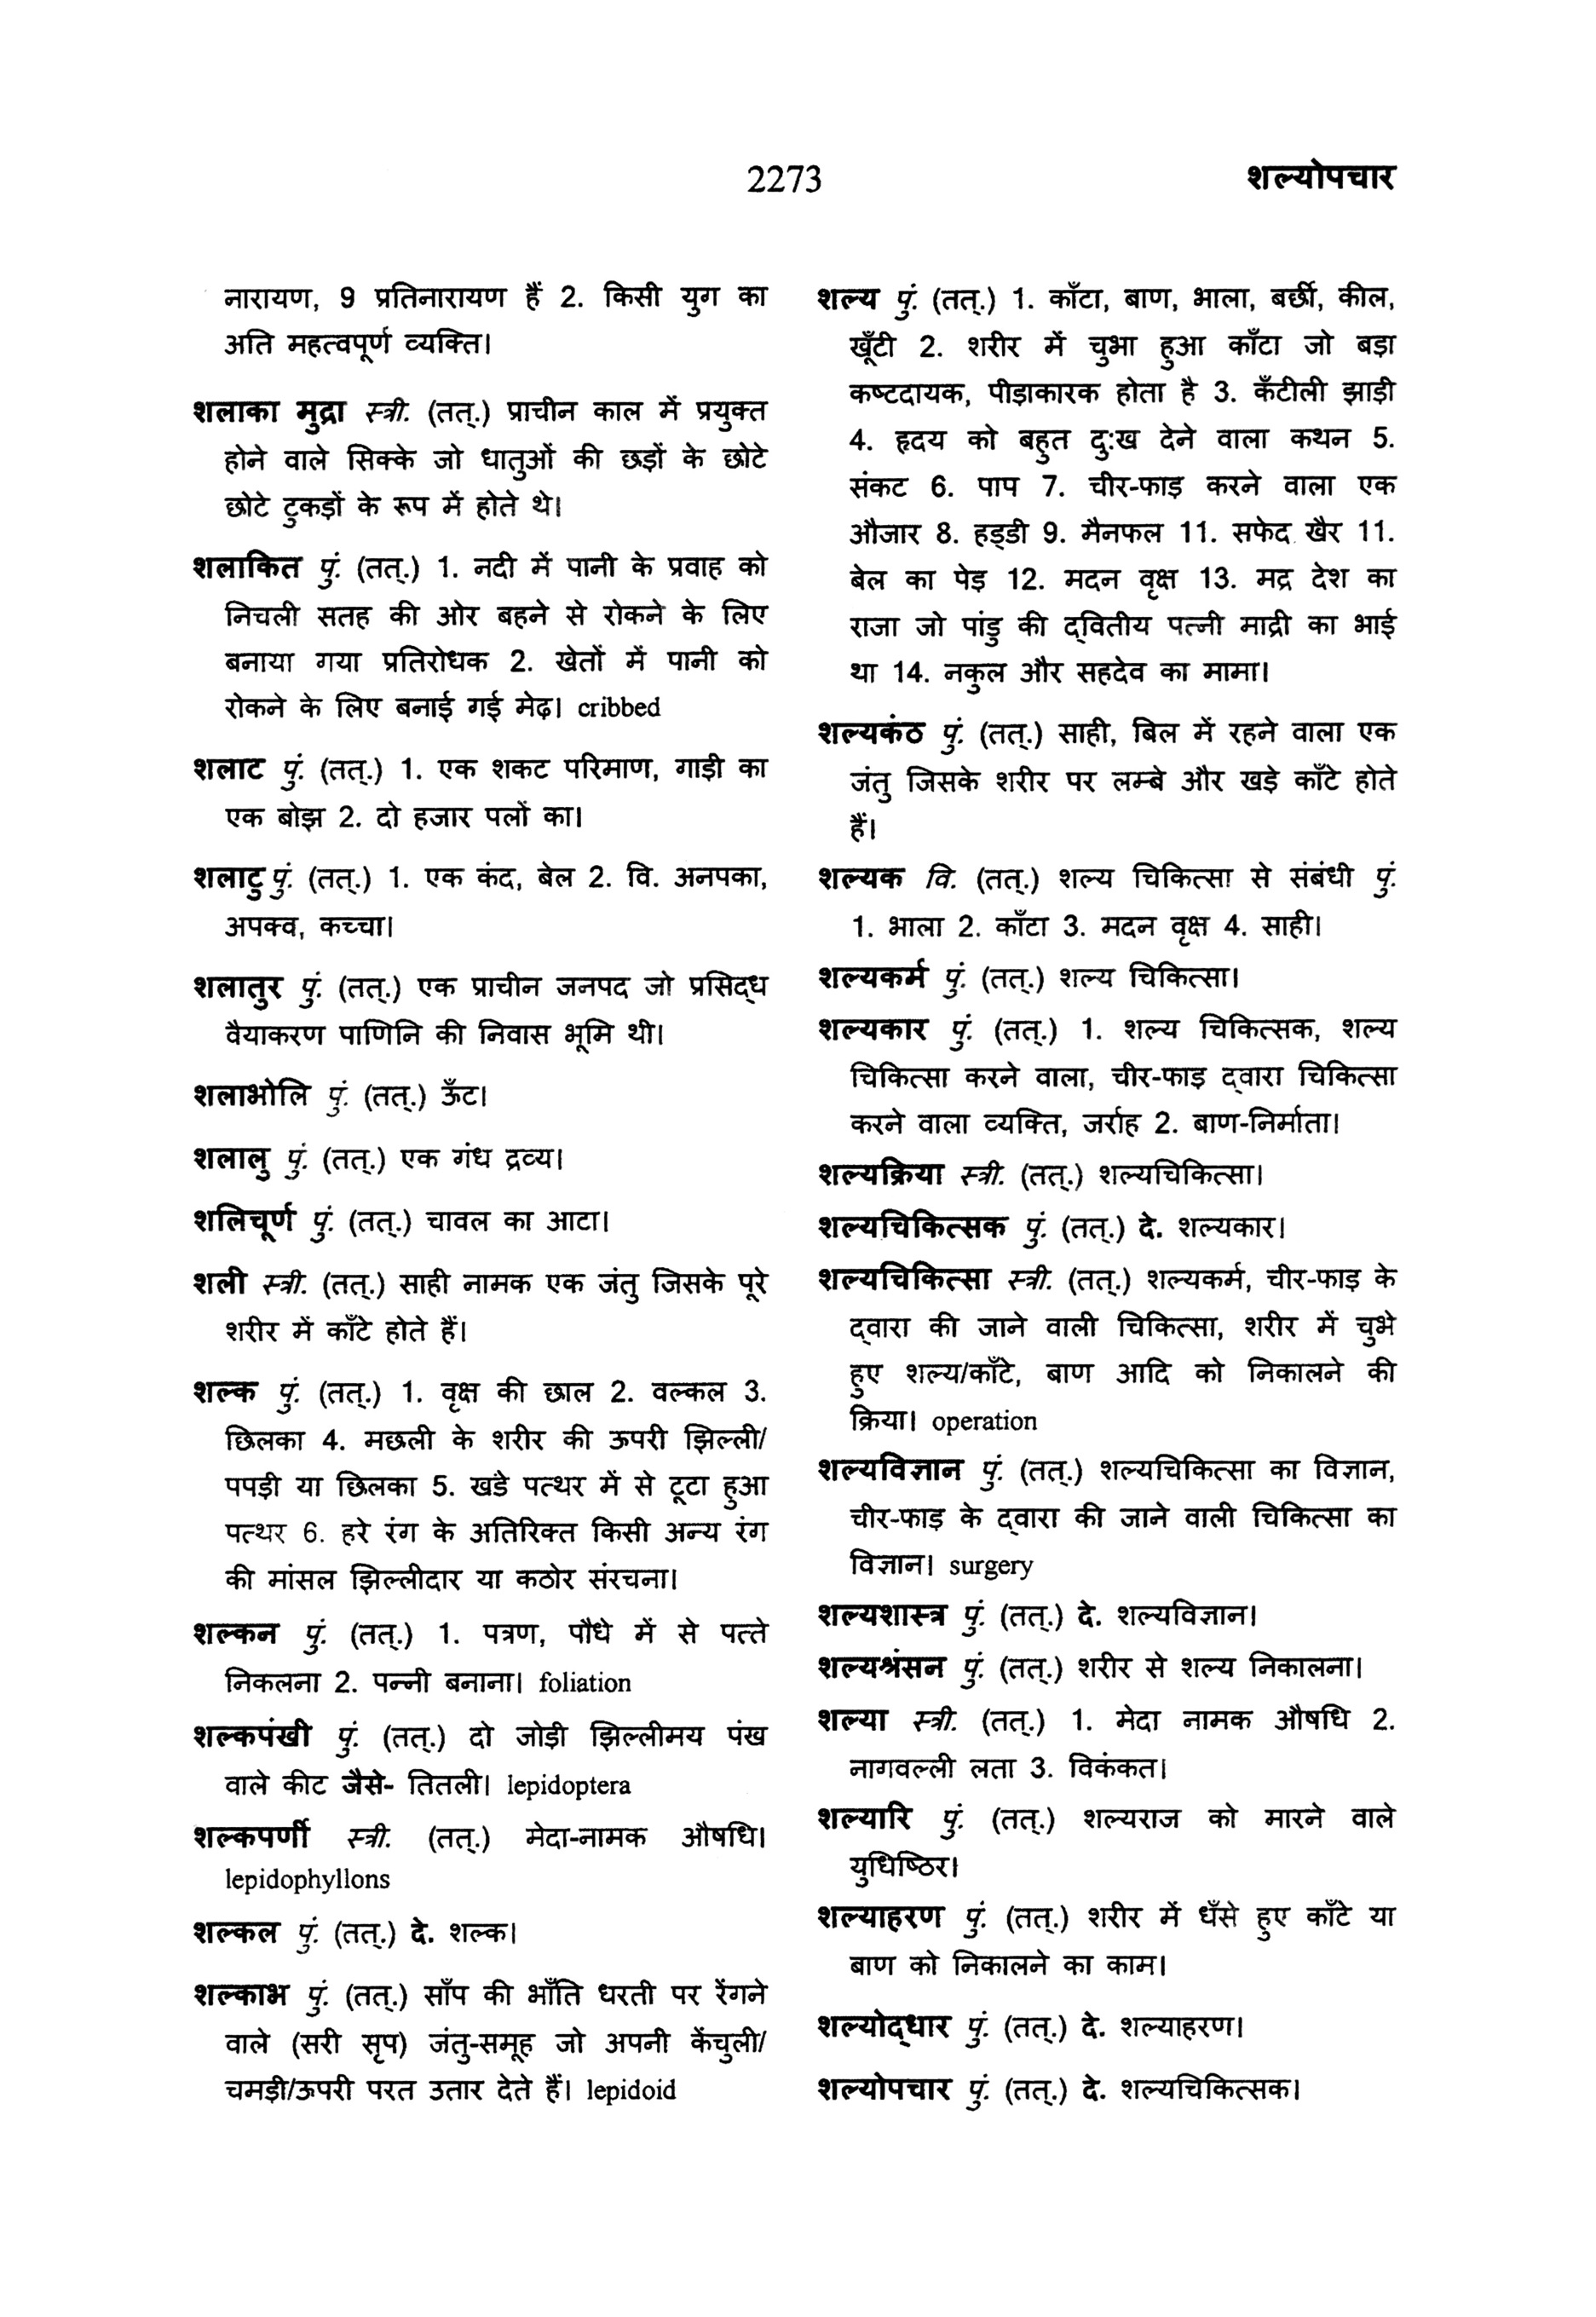 2273
शल्योपचार
नारायण, 9 प्रतिनारायण हैं 2. किसी युग का
अति महत्वपूर्ण व्यक्ति।
शलाका मुद्रा स्त्री. (तत्.) प्राचीन काल में प्रयुक्त
होने वाले सिक्के जो धातुओं की छड़ों के छोटे
छोटे टुकड़ों के रूप में होते थे।
शलाकित पुं. (तत्.) 1. नदी में पानी के प्रवाह को
निचली सतह की ओर बहने से रोकने के लिए
बनाया गया प्रतिरोधक 2. खेतों में पानी को
रोकने के लिए बनाई गई मेढ़। cribbed
शलाट पुं. (तत्.) 1. एक शकट परिमाण, गाड़ी का
एक बोझ 2. दो हजार पलों का।
शलाटु पुं. (तत्.) 1. एक कंद, बेल 2. वि. अनपका,
अपक्व, कच्चा।
शलातुर पुं. (तत्.) एक प्राचीन जनपद जो प्रसिद्ध
वैयाकरण पाणिनि की निवास भूमि थी।
शलाभोलि पुं. (तत्.) ऊँट।
शलालु पुं. (तत्.) एक गंध द्रव्य।
शलिचूर्ण पुं. (तत्.) चावल का आटा।
शली स्त्री. (तत्.) साही नामक एक जंतु जिसके पूरे
शरीर में काँटे होते हैं।
शल्क पुं. (तत्.) 1. वृक्ष की छाल 2. वल्कल 3.
छिलका 4. मछली के शरीर की ऊपरी झिल्ली/
पपड़ी या छिलका 5. खडे पत्थर में से टूटा हुआ
पत्थर 6. हरे रंग के अतिरिक्त किसी अन्य रंग
की मांसल झिल्लीदार या कठोर संरचना।
शल्कन पुं. (तत्.) 1. पत्रण, पौधे में से पत्ते
निकलना 2. पन्नी बनाना। foliation
शल्कपंखी पुं. (तत्.) दो जोड़ी झिल्लीमय पंख
वाले कीट जैसे- तितली। lepidoptera
शल्कपर्णी स्त्री. (तत्.) मेदा-नामक औषधि।
lepidophyllons
शल्कल पुं. (तत्.) दे. शल्क।
शल्काभ पुं. (तत्.) साँप की भाँति धरती पर रेंगने
वाले (सरी सृप) जंतु-समूह जो अपनी केंचुली/
चमड़ी/ऊपरी परत उतार देते हैं। lepidoid
शल्य पुं. (तत्.) 1. काँटा, बाण, भाला, बर्छी, कील,
खूँटी 2. शरीर में चुभा हुआ काँटा जो बड़ा
कष्टदायक, पीड़ाकारक होता है 3. कँटीली झाड़ी
4. हृदय को बहुत दुःख देने वाला कथन 5.
संकट 6. पाप 7. चीर-फाड़ करने वाला एक
औजार 8. हड्डी 9. मैनफल 11. सफेद खैर 11.
बेल का पेड़ 12. मदन वृक्ष 13. मद्र देश का
राजा जो पांडु की द्वितीय पत्नी माद्री का भाई
था 14. नकुल और सहदेव का मामा।
शल्यकंठ पुं. (तत्.) साही, बिल में रहने वाला एक
जंतु जिसके शरीर पर लम्बे और खड़े काँटे होते
हैं।
शल्यक वि. (तत्.) शल्य चिकित्सा से संबंधी पुं.
1. भाला 2. काँटा 3. मदन वृक्ष 4. साही।
शल्यकर्म पुं. (तत्.) शल्य चिकित्सा।
शल्यकार पुं. (तत्.) 1. शल्य चिकित्सक, शल्य
चिकित्सा करने वाला, चीर-फाड़ द्वारा चिकित्सा
करने वाला व्यक्ति, जर्राह 2. बाण-निर्माता।
शल्यक्रिया स्त्री. (तत्.) शल्यचिकित्सा।
शल्यचिकित्सक पुं. (तत्.) दे. शल्यकार।
शल्यचिकित्सा स्त्री. (तत्.) शल्यकर्म, चीर-फाड़ के
द्वारा की जाने वाली चिकित्सा, शरीर में चुभे
हुए शल्य/काँटे, बाण आदि को निकालने की
क्रिया। operation
शल्यविज्ञान पुं. (तत्.) शल्यचिकित्सा का विज्ञान,
चीर-फाड़ के द्वारा की जाने वाली चिकित्सा का
विज्ञान। surgery
शल्यशास्त्र पुं. (तत्.) दे. शल्यविज्ञान।
शल्यश्रंसन पुं. (तत्.) शरीर से शल्य निकालना।
शल्या स्त्री. (तत्.) 1. मेदा नामक औषधि 2.
नागवल्ली लता 3. विकंकत।
शल्यारि पुं. (तत्.) शल्यराज को मारने वाले
युधिष्ठिर।
शल्याहरण पुं. (तत्.) शरीर में धँसे हुए काँटे या
बाण को निकालने का काम।
शल्योद्धार पुं. (तत्.) दे. शल्याहरण।
शल्योपचार पुं. (तत्.) दे. शल्यचिकित्सक।